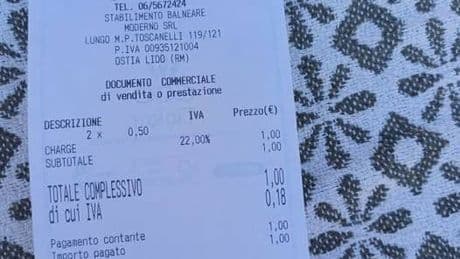 TEL. 06/5672424
STABILIMENTO BALNEARE
MODERNO SRL
LUNGO M.P.TOSCANELLI 119/121
P.IVA 00935121004
OSTIA LIDO (RM)
DOCUMENTO COMMERCIALE
di vendita o prestazione
DESCRIZIONE IVA Prezzo(€)
2 x 0,50
CHARGE 22,00% 1,00
SUBTOTALE 1,00
TOTALE COMPLESSIVO 1,00
di cui IVA 0,18
Pagamento contante 1,00
Importo pagato 1,00